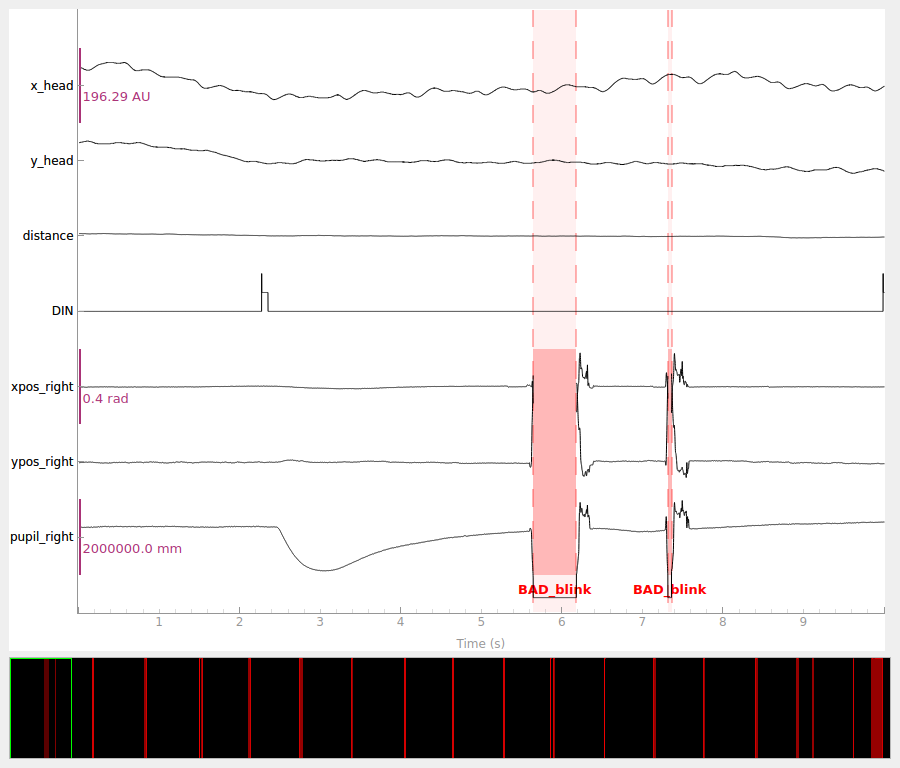 x_head
196.29 AU
y_head
distance
DIN
xpos_right
0.4 rad
ypos_right
pupil_right
2000000.0 mm
BAD_blink BAD_blink
1 2 3 4 5 6 7 8 9
Time (s)